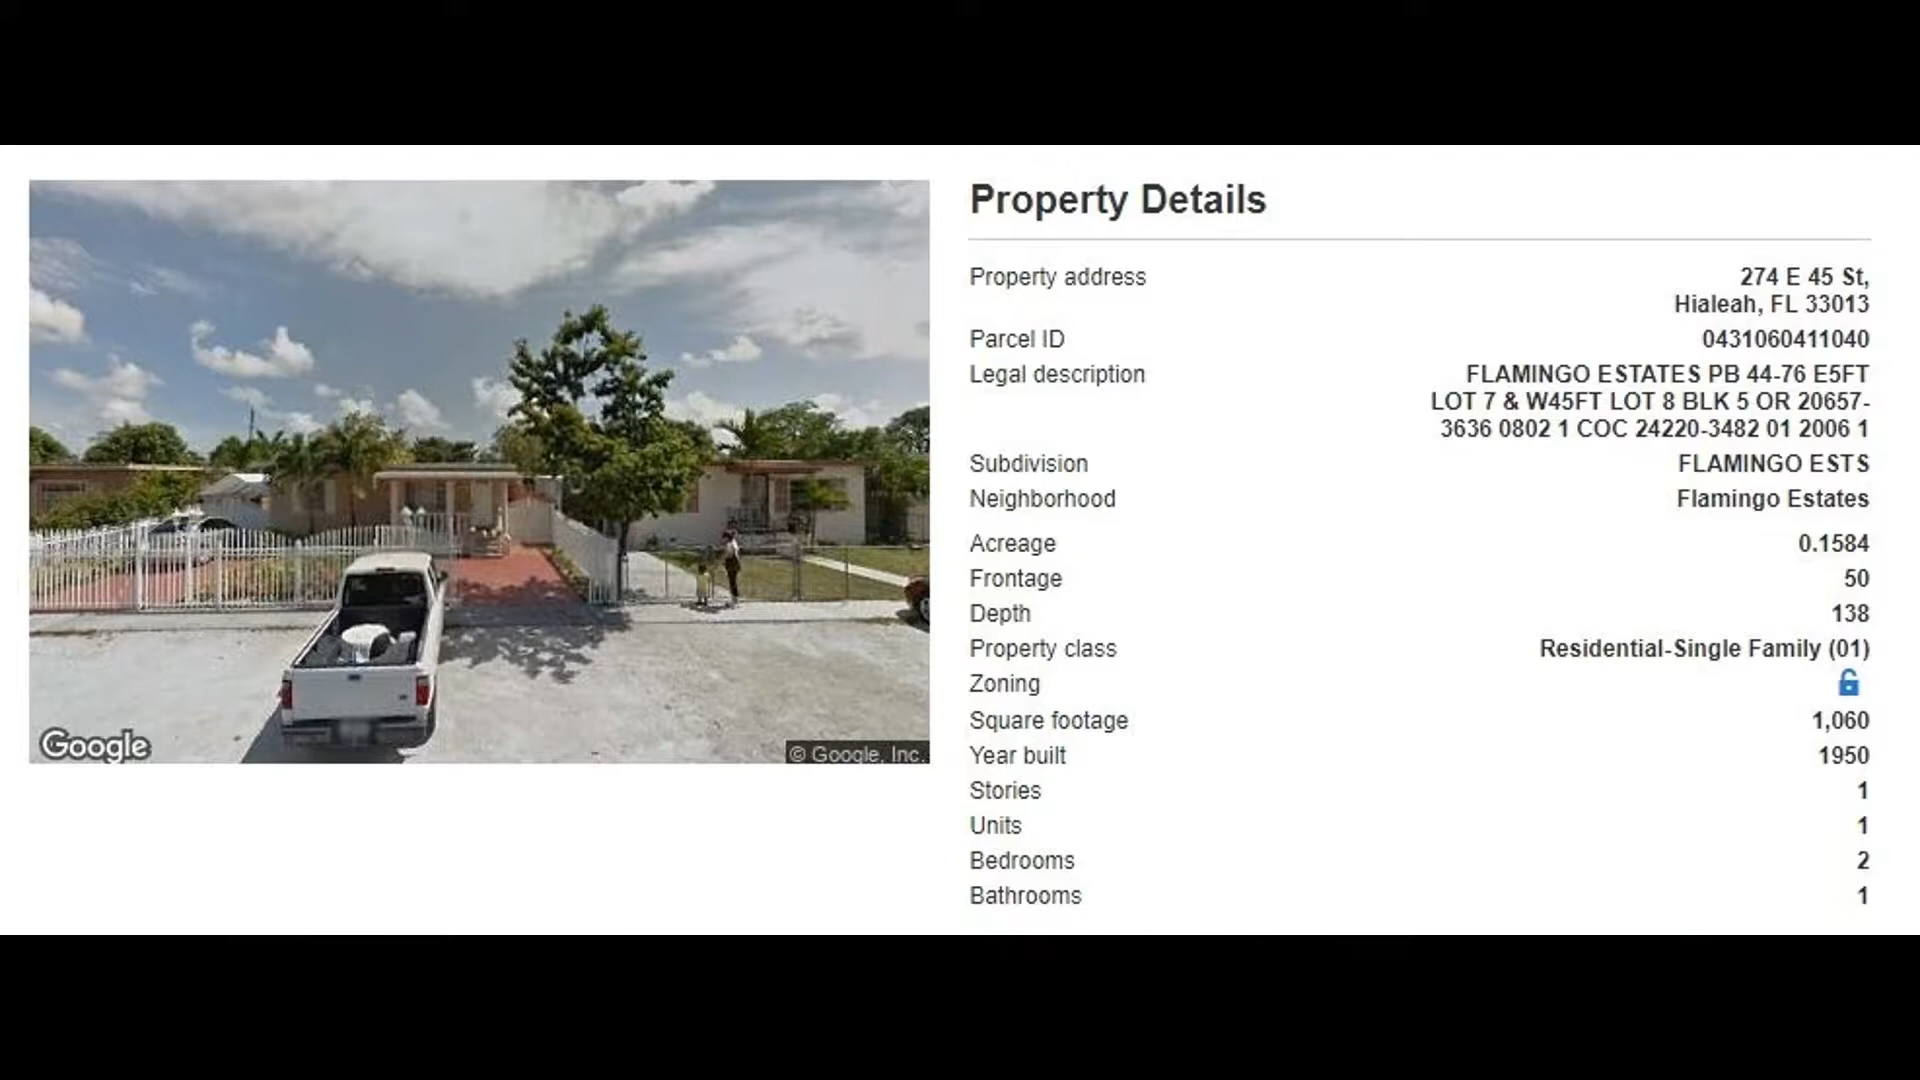 Property Details
Property address 274 E 45 St,
Hialeah, FL 33013
Parcel ID 0431060411040
Legal description FLAMINGO ESTATES PB 44-76 E5FT
LOT 7 & W45FT LOT 8 BLK 5 OR 20657-
3636 0802 1 COC 24220-3482 01 2006 1
Subdivision FLAMINGO ESTS
Neighborhood Flamingo Estates
Acreage 0.1584
Frontage 50
Depth 138
Property class Residential-Single Family (01)
Zoning
Square footage 1,060
Year built 1950
Stories 1
Units 1
Bedrooms 2
Bathrooms 1
Google
© Google, Inc.